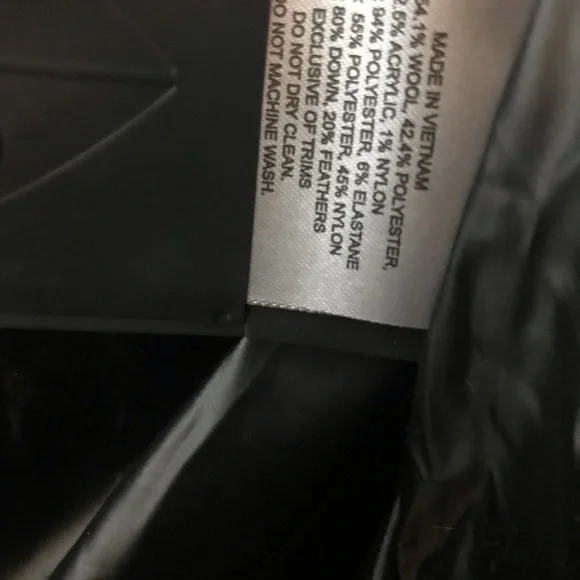 MADE IN VIETNAM
54.1% WOOL, 42.4% POLYESTER,
2.5% ACRYLIC, 1% NYLON
94% POLYESTER, 6% ELASTANE
55% POLYESTER, 45% NYLON
80% DOWN, 20% FEATHERS
EXCLUSIVE OF TRIMS
DO NOT DRY CLEAN.
DO NOT MACHINE WASH.